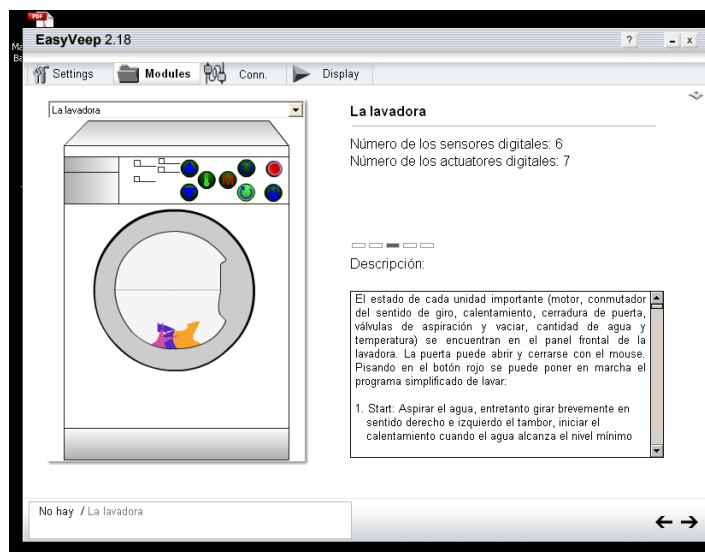 PDF
EasyVeep 2.18
? - x
Settings Modules Conn. Display
La lavadora
La lavadora
Número de los sensores digitales: 6
Número de los actuatores digitales: 7
M
Descripción:
El estado de cada unidad importante (motor, conmutador
del sentido de giro, calentamiento, cerradura de puerta,
válvulas de aspiración y vaciar, cantidad de agua y
temperatura) se encuentran en el panel frontal de la
lavadora. La puerta puede abrir y cerrarse con el mouse.
Pisando en el botón rojo se puede poner en marcha el
programa simplificado de lavar:
1. Start: Aspirar el agua, entretanto girar brevemente en
sentido derecho e izquierdo el tambor, iniciar el
calentamiento cuando el agua alcanza el nivel mínimo
No hay / La lavadora